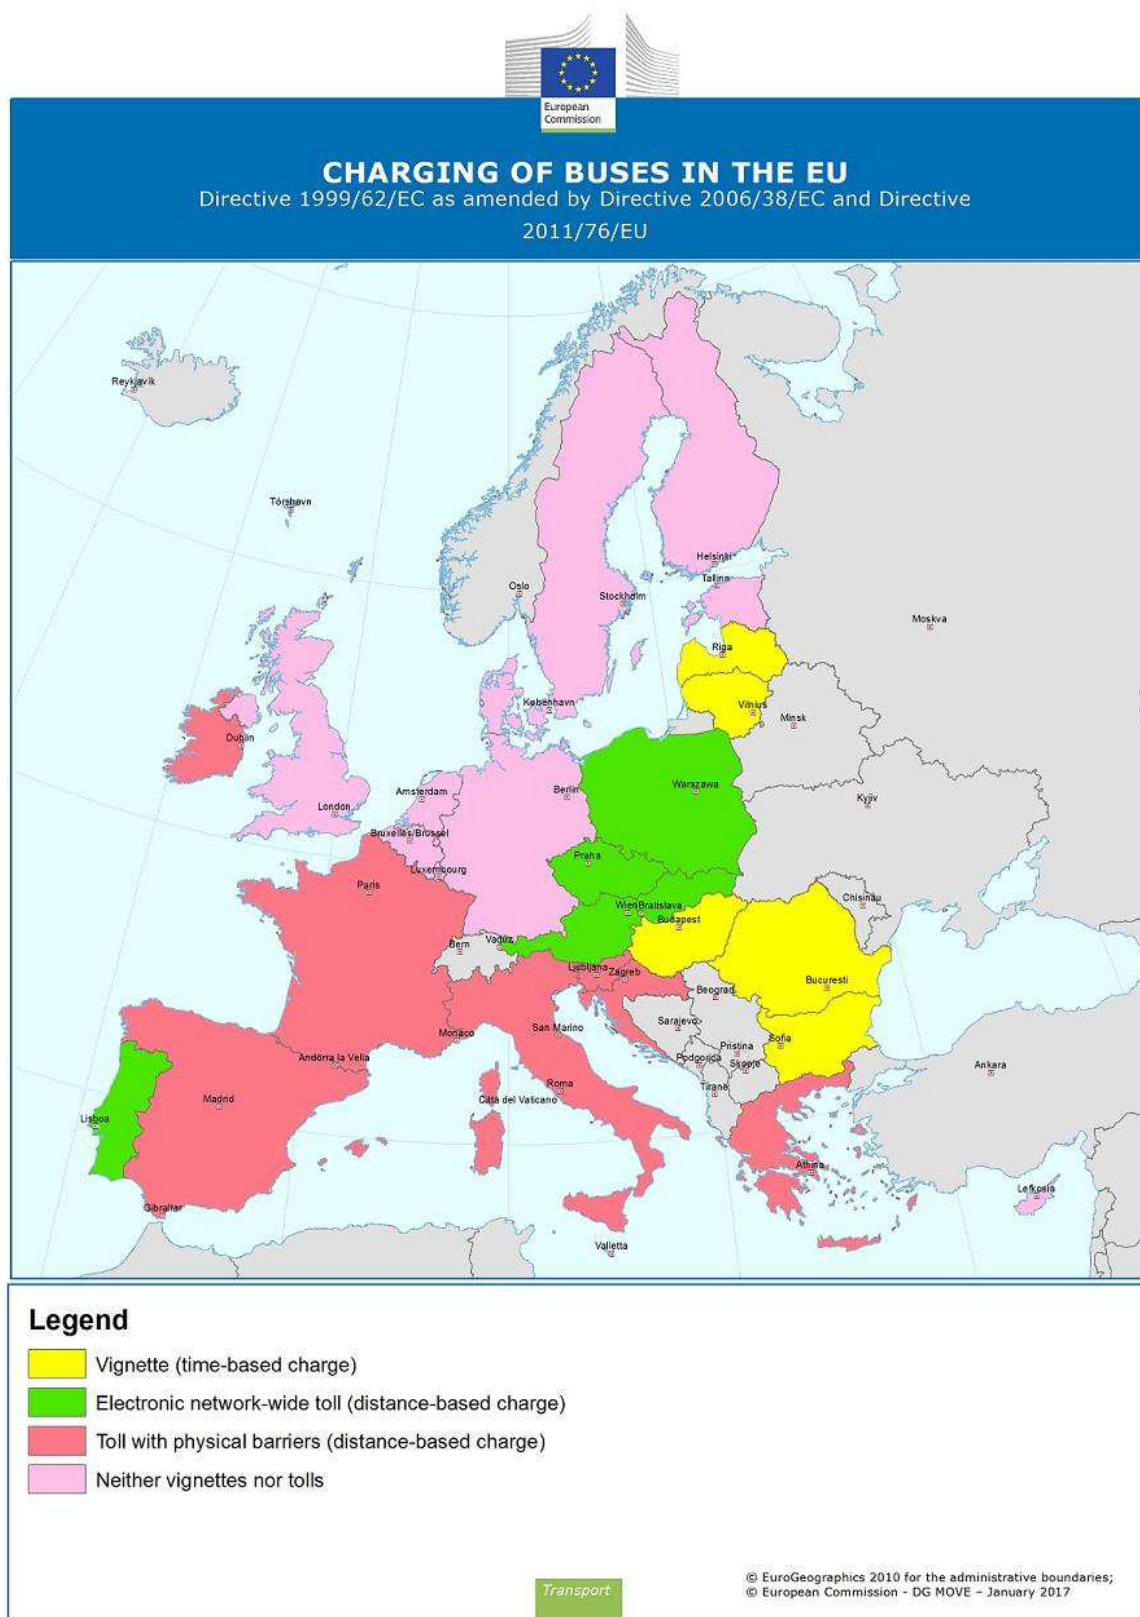 European
Commission
CHARGING OF BUSES IN THE EU
Directive 1999/62/EC as amended by Directive 2006/38/EC and Directive
2011/76/EU
Reykjavik
Tórshavn
Helsinki
Tallinn
Oslo
Stockholm
Moskva
Riga
København
Vilnius
Minsk
Dublin
Amsterdam
Berlin
Warszawa
London
Kyjiv
Bruxelles/Brussel
Praha
Luxembourg
Paris
Chisinau
Wien
Bratislava
Budapest
Bern
Vaduz
Ljubljana
Zagreb
Bucuresti
Beograd
Sarajevo
San Marino
Monaco
Sofia
Pristina
Andorra la Vella
Podgorica
Skopje
Ankara
Roma
Tirane
Madrid
Città del Vaticano
Lisboa
Athina
Lefkosia
Gibraltar
Valletta
Legend
Vignette (time-based charge)
Electronic network-wide toll (distance-based charge)
Toll with physical barriers (distance-based charge)
Neither vignettes nor tolls
Transport
© EuroGeographics 2010 for the administrative boundaries;
© European Commission - DG MOVE – January 2017